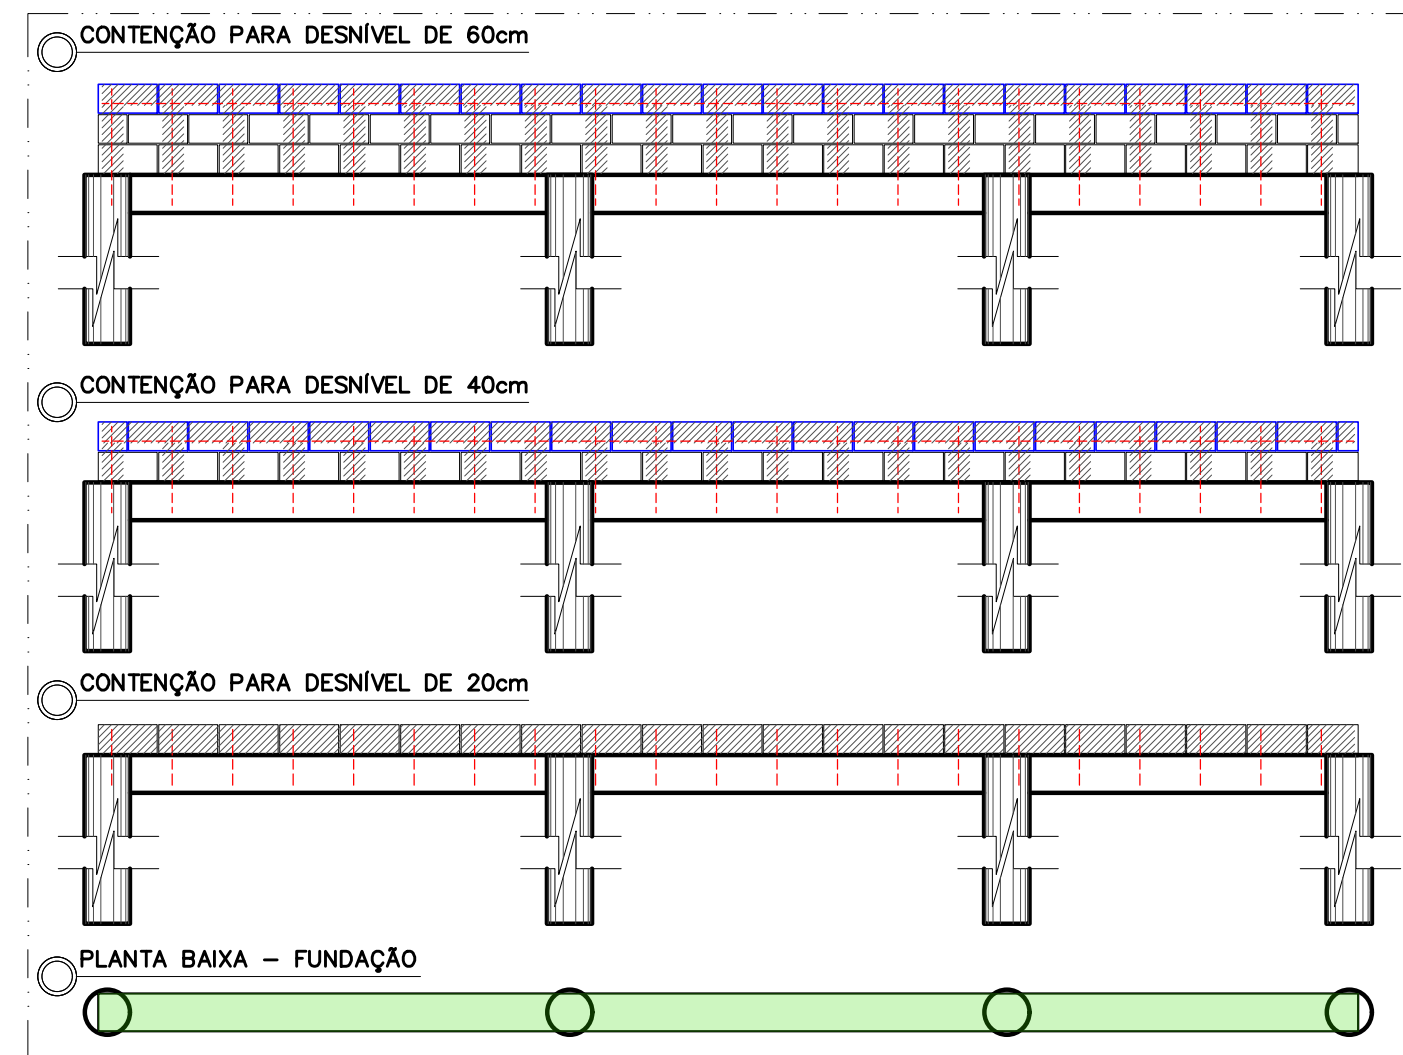 CONTENÇÃO PARA DESNÍVEL DE 60cm
CONTENÇÃO PARA DESNÍVEL DE 40cm
CONTENÇÃO PARA DESNÍVEL DE 20cm
PLANTA BAIXA – FUNDAÇÃO